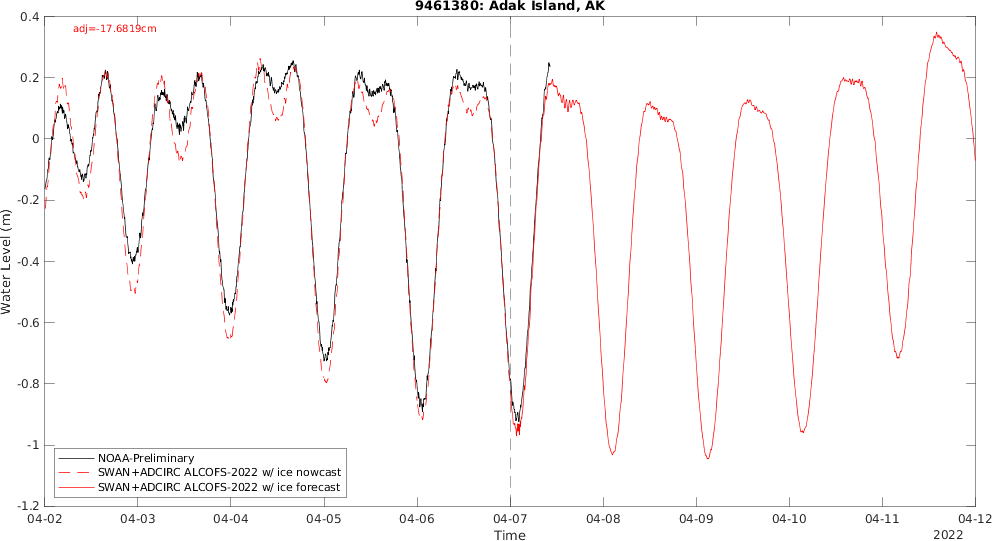 9461380: Adak Island, AK
adj=-17.6819cm
0.4
0.2
0
-0.2
-0.4
-0.6
-0.8
-1
-1.2
Water Level (m)
NOAA-Preliminary
SWAN+ADCIRC ALCOFS-2022 w/ ice nowcast
SWAN+ADCIRC ALCOFS-2022 w/ ice forecast
04-02 04-03 04-04 04-05 04-06 04-07 04-08 04-09 04-10 04-11 04-12
Time
2022